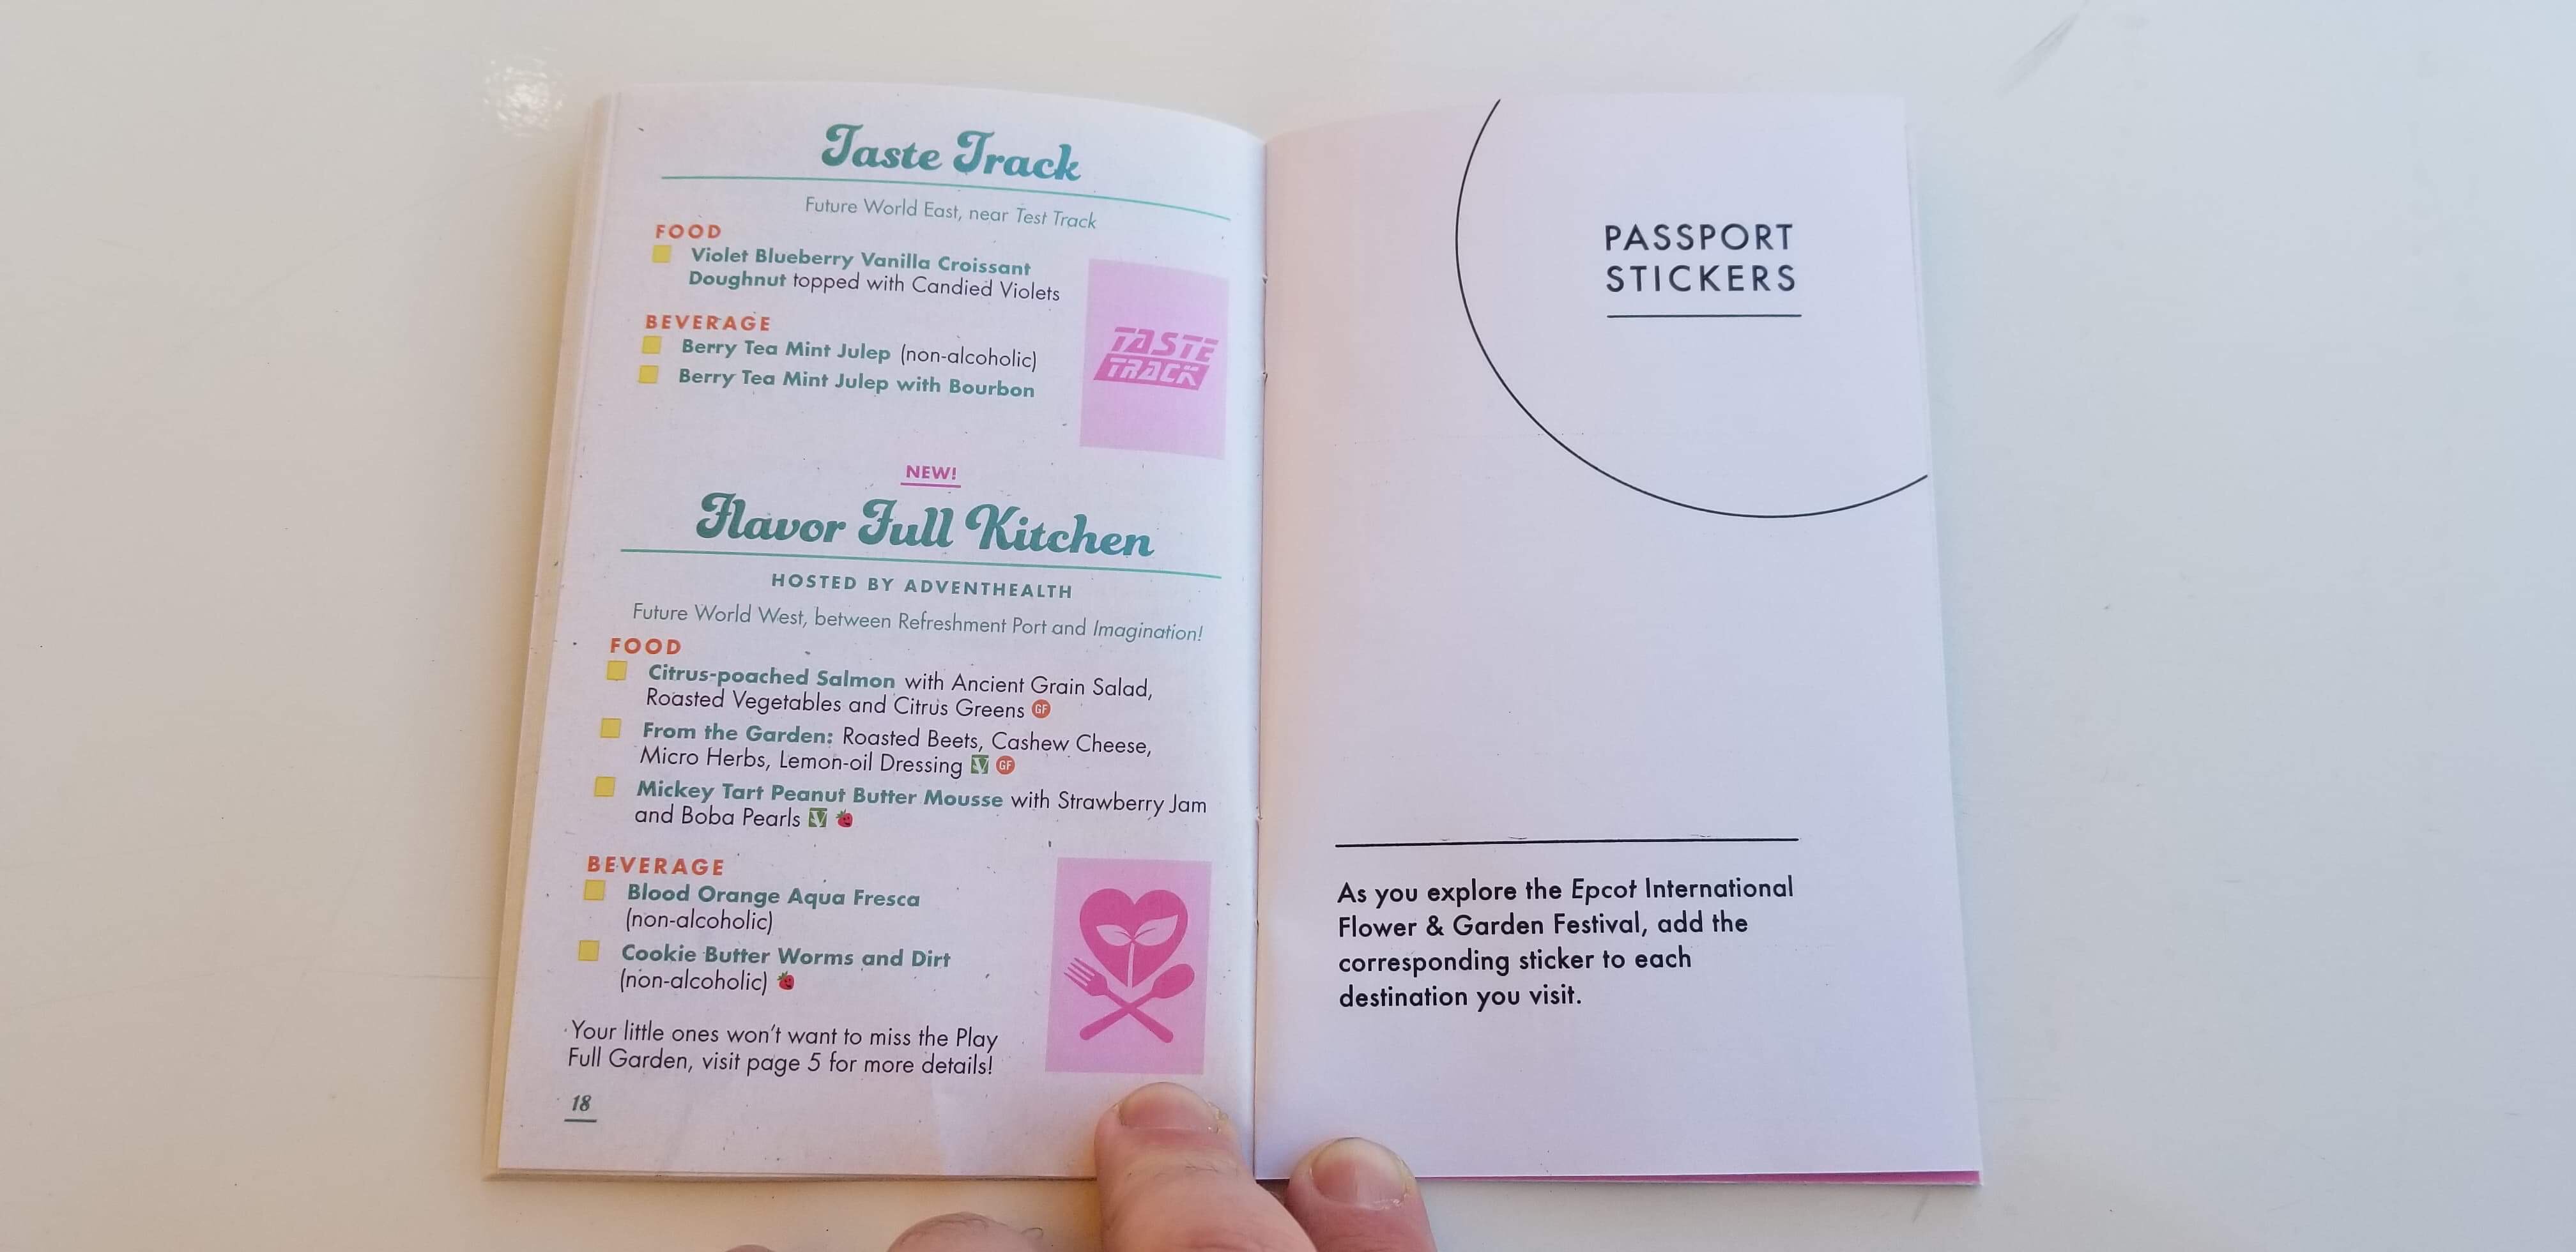 Taste Track
Future World East, near Test Track
FOOD
Violet Blueberry Vanilla Croissant
Doughnut topped with Candied Violets
BEVERAGE
Berry Tea Mint Julep (non-alcoholic)
Berry Tea Mint Julep with Bourbon
TASTE
TRACK
NEW!
Flavor Full Kitchen
HOSTED BY ADVENTHEALTH
Future World West, between Refreshment Port and Imagination!
FOOD
Citrus-poached Salmon with Ancient Grain Salad,
Roasted Vegetables and Citrus Greens GF
From the Garden: Roasted Beets, Cashew Cheese,
Micro Herbs, Lemon-oil Dressing V GF
Mickey Tart Peanut Butter Mousse with Strawberry Jam
and Boba Pearls V
BEVERAGE
Blood Orange Aqua Fresca
(non-alcoholic)
Cookie Butter Worms and Dirt
(non-alcoholic)
Your little ones won't want to miss the Play
Full Garden, visit page 5 for more details!
18
PASSPORT
STICKERS
As you explore the Epcot International
Flower & Garden Festival, add the
corresponding sticker to each
destination you visit.